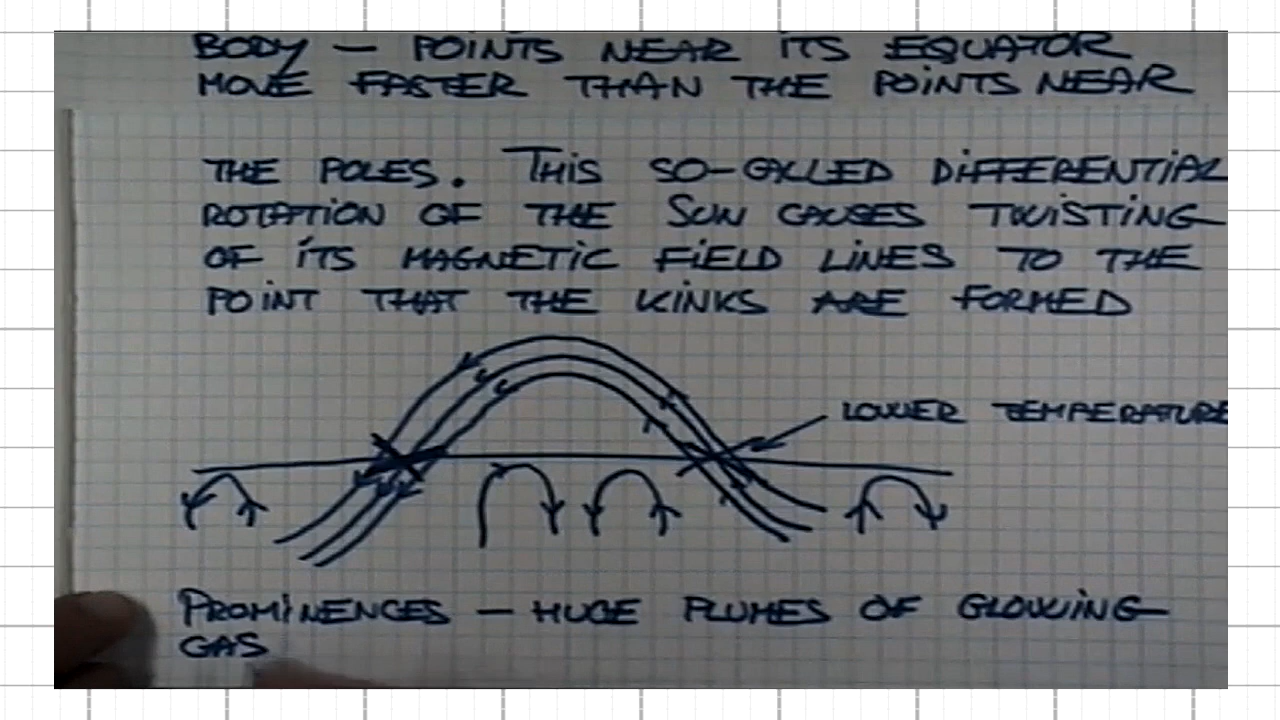 BODY – POINTS NEAR ITS EQUATOR
MOVE FASTER THAN THE POINTS NEAR
THE POLES. THIS SO-CALLED DIFFERENTIAL
ROTATION OF THE SUN CAUSES TWISTING
OF ITS MAGNETIC FIELD LINES TO THE
POINT THAT THE KINKS ARE FORMED
LOWER TEMPERATURE
PROMINENCES – HUGE PLUMES OF GLOWING
GAS